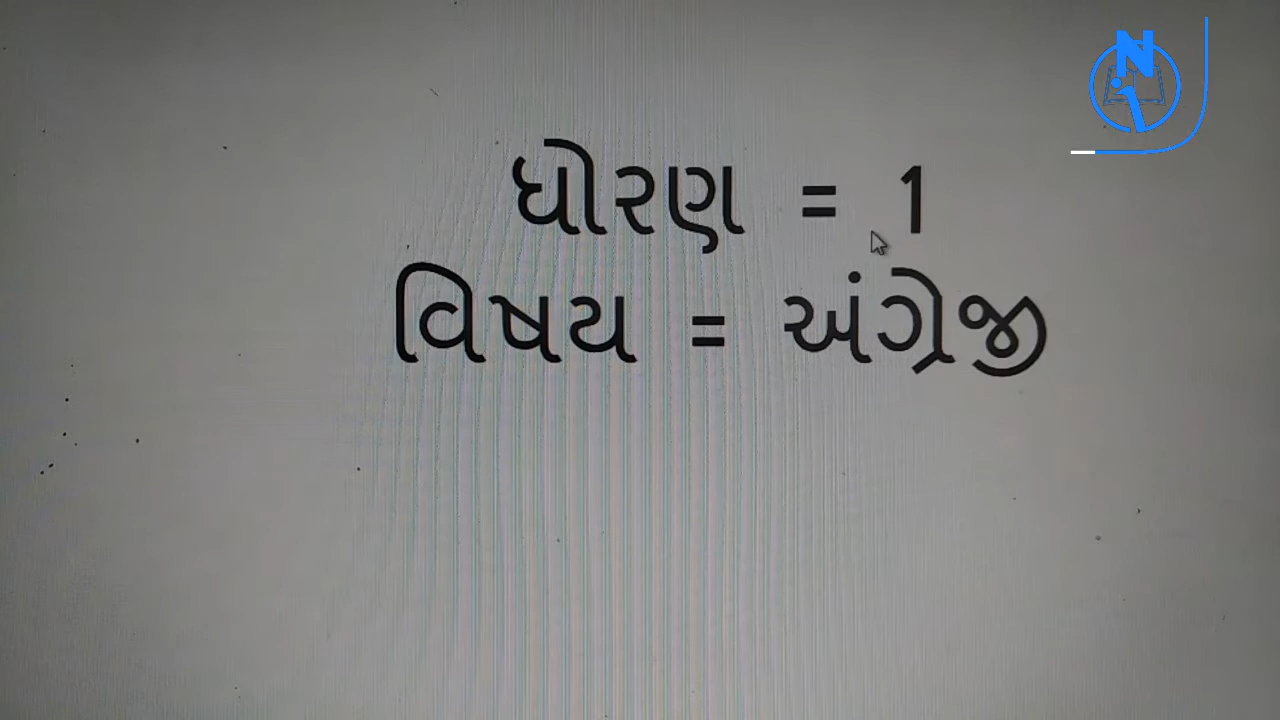 ધોરણ = 1
વિષય = અંગ્રેજી